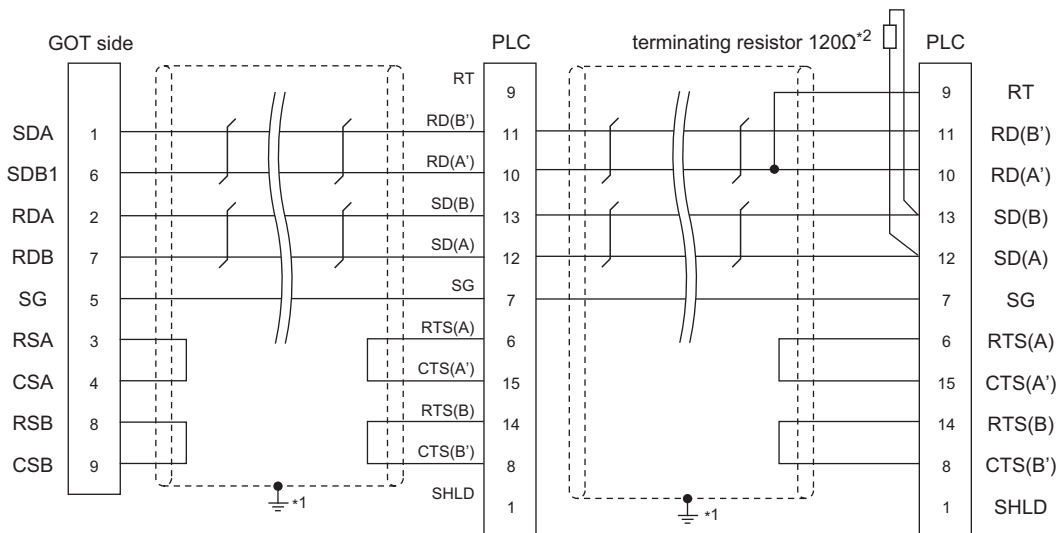 GOT side PLC terminating resistor 120Ω*2 PLC
RT 9 9 RT
SDA 1 RD(B') 11 11 RD(B')
SDB1 6 RD(A') 10 10 RD(A')
RDA 2 SD(B) 13 13 SD(B)
RDB 7 SD(A) 12 12 SD(A)
SG 5 SG 7 7 SG
RSA 3 RTS(A) 6 6 RTS(A)
CSA 4 CTS(A') 15 15 CTS(A')
RSB 8 RTS(B) 14 14 RTS(B)
CSB 9 CTS(B') 8 8 CTS(B')
SHLD 1 1 SHLD
*1 *1